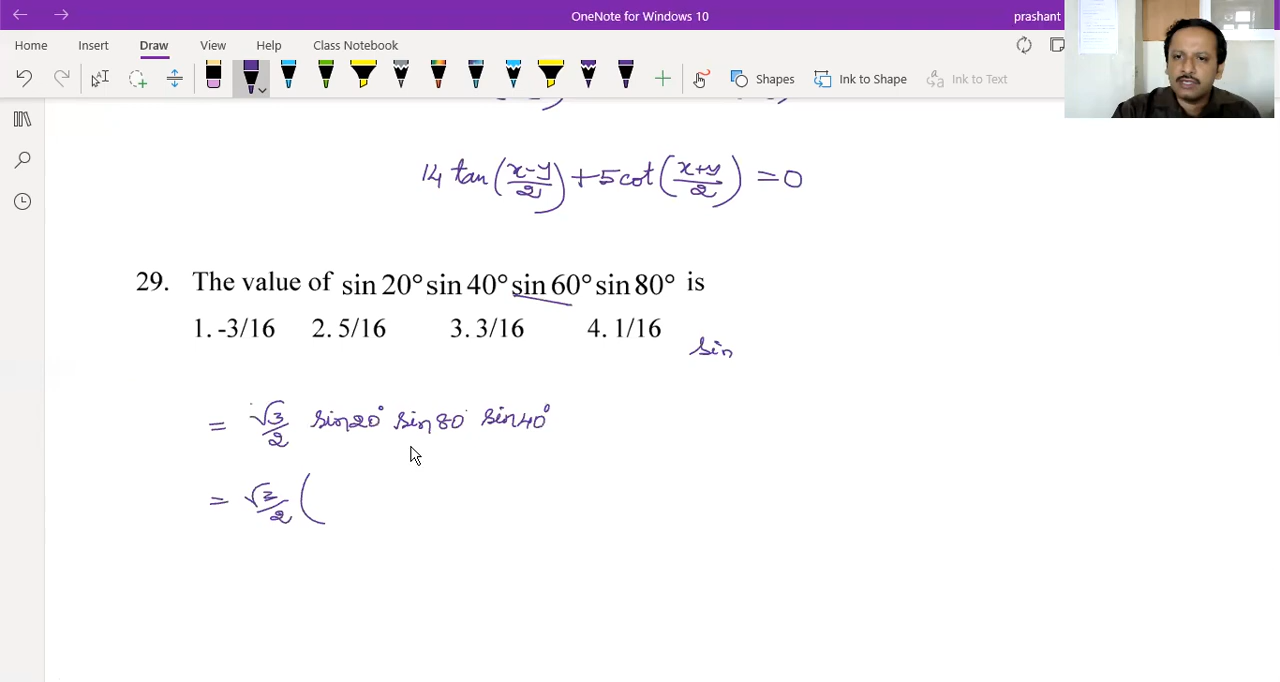 OneNote for Windows 10
prashant
Home Insert Draw View Help Class Notebook
Shapes Ink to Shape Ink to Text
14 tan(x-y/2) + 5 cot(x+y/2) = 0
29. The value of sin 20° sin 40° sin 60° sin 80° is
1. -3/16 2. 5/16 3. 3/16 4. 1/16
sin
= √3/2 sin20° sin80 sin40°
= √3/2 (